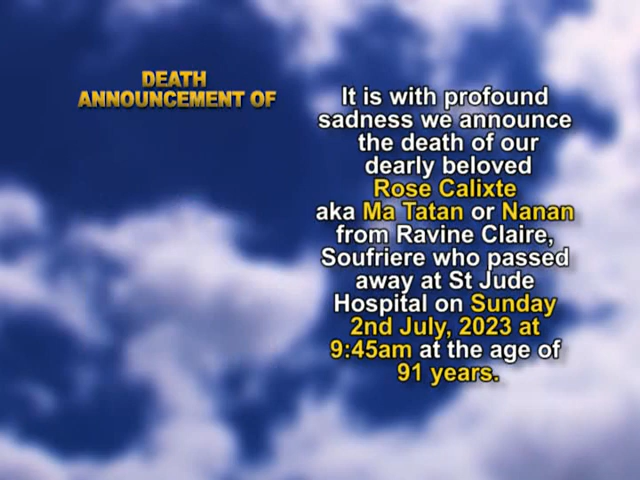 DEATH
ANNOUNCEMENT OF
It is with profound
sadness we announce
the death of our
dearly beloved
Rose Calixte
aka Ma Tatan or Nanan
from Ravine Claire,
Soufriere who passed
away at St Jude
Hospital on Sunday
2nd July, 2023 at
9:45am at the age of
91 years.